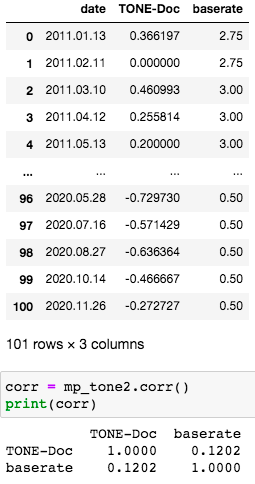 date TONE-Doc baserate
0 2011.01.13 0.366197 2.75
1 2011.02.11 0.000000 2.75
2 2011.03.10 0.460993 3.00
3 2011.04.12 0.255814 3.00
4 2011.05.13 0.200000 3.00
... ... ... ...
96 2020.05.28 -0.729730 0.50
97 2020.07.16 -0.571429 0.50
98 2020.08.27 -0.636364 0.50
99 2020.10.14 -0.466667 0.50
100 2020.11.26 -0.272727 0.50
101 rows × 3 columns
corr = mp_tone2.corr()
print(corr)
TONE-Doc baserate
TONE-Doc 1.0000 0.1202
baserate 0.1202 1.0000